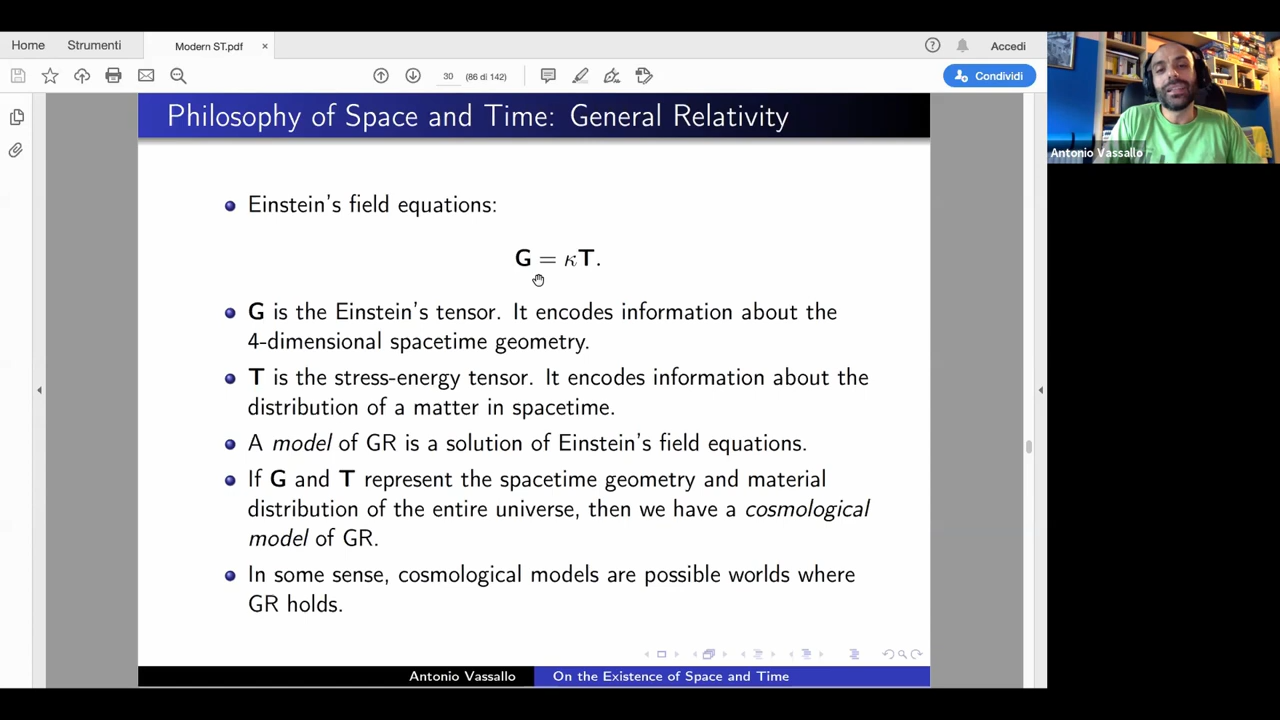 Home
Strumenti
Modern ST.pdf
×
Accedi
30
(86 di 142)
Condividi
Philosophy of Space and Time: General Relativity
Einstein's field equations:
G = κT.
G is the Einstein's tensor. It encodes information about the
4-dimensional spacetime geometry.
T is the stress-energy tensor. It encodes information about the
distribution of a matter in spacetime.
A model of GR is a solution of Einstein's field equations.
If G and T represent the spacetime geometry and material
distribution of the entire universe, then we have a cosmological
model of GR.
In some sense, cosmological models are possible worlds where
GR holds.
Antonio Vassallo
On the Existence of Space and Time
Antonio Vassallo